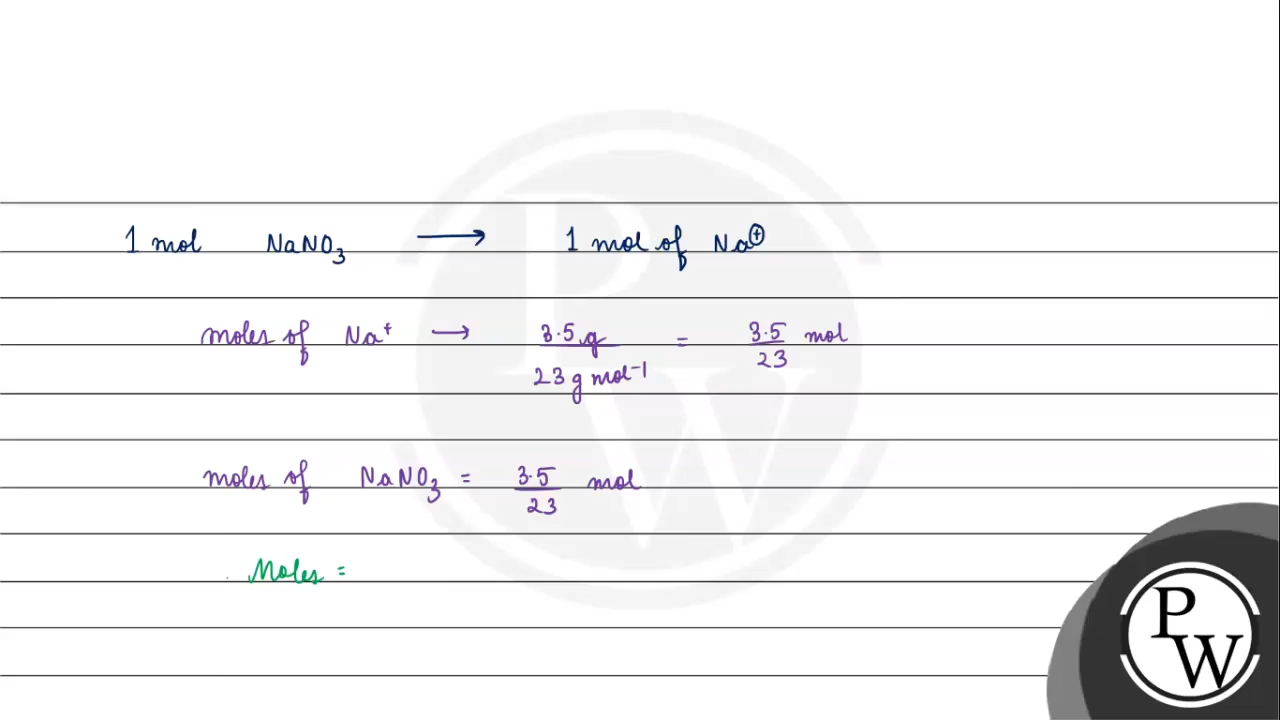 1 mol NaNO₃ ⟶ 1 mol of Na⊕
moles of Na⁺ ⟶ 3.5 g / 23 g mol⁻¹ = 3.5 / 23 mol
moles of NaNO₃ = 3.5 / 23 mol
Moles =
P
W